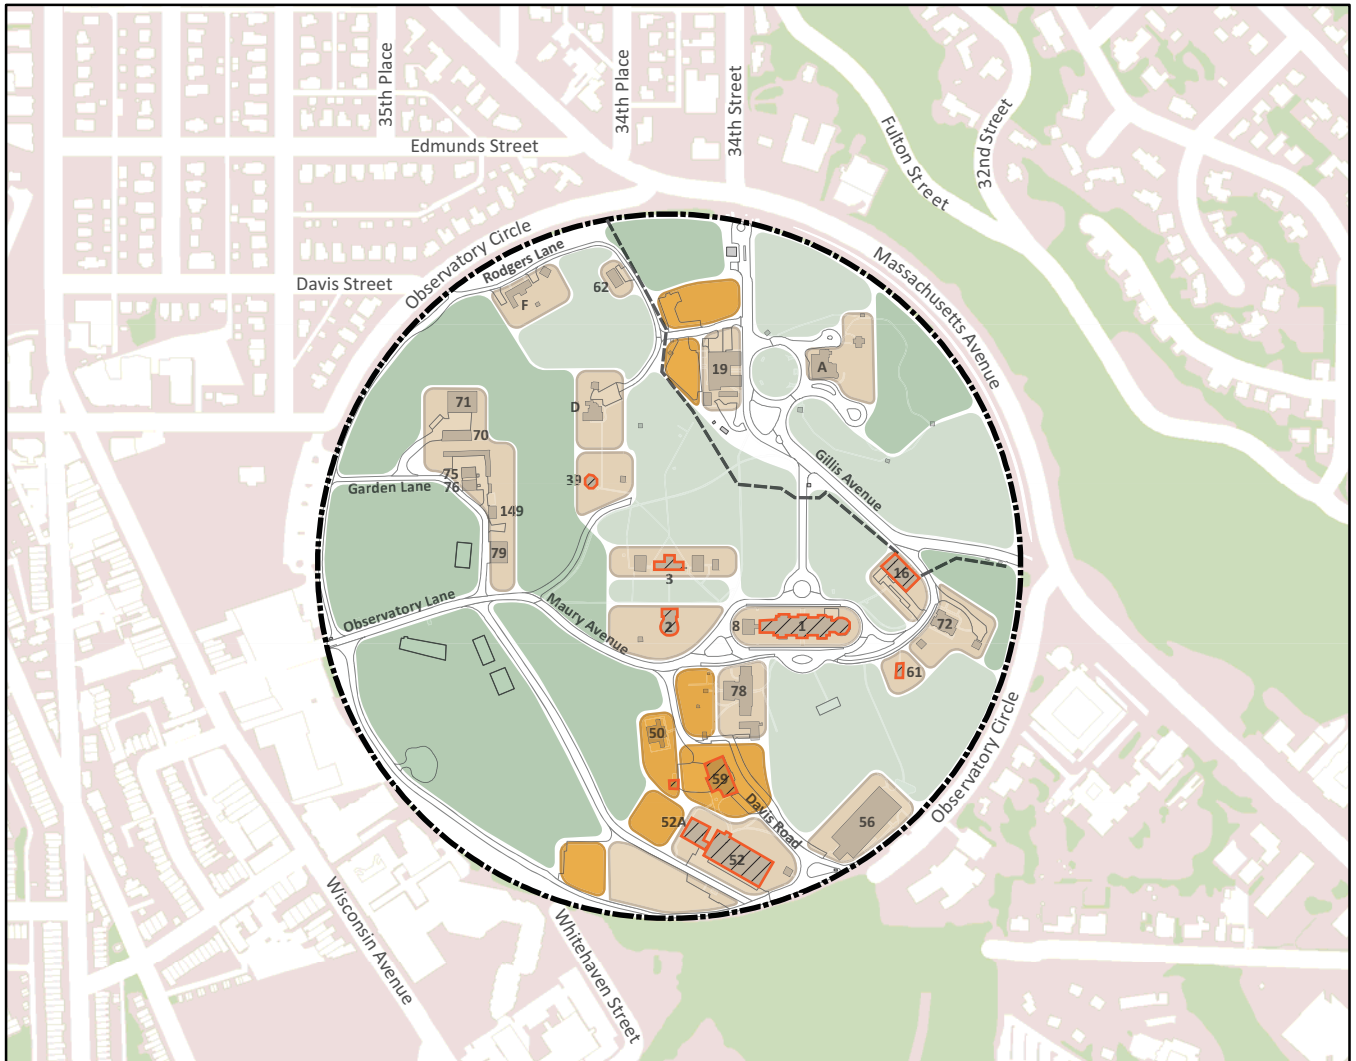 35th Place
34th Place
34th Street
Fulton Street
32nd Street
Edmunds Street
Observatory Circle
Rodgers Lane
Massachusetts Avenue
Davis Street
62
F
19
A
71
D
70
Gillis Avenue
75
39
Garden Lane
76
149
79
16
3
Observatory Lane
Maury Avenue
2
8
1
72
61
78
50
59
Observatory Circle
Davis Road
52A
56
52
Wisconsin Avenue
Whitehaven Street